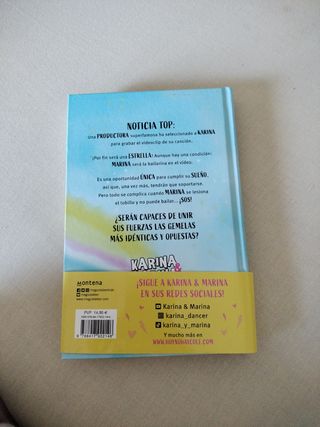 NOTICIA TOP:
Una PRODUCTORA superfamosa ha seleccionado a KARINA
para grabar el videoclip de su canción.
¡Por fin será una ESTRELLA! Aunque hay una condición:
MARINA será la bailarina en el vídeo.
Es una oportunidad ÚNICA para cumplir su SUEÑO,
así que, una vez más, tendrán que soportarse.
Pero todo se complica cuando MARINA se lesiona
el tobillo y no puede bailar... ¡SOS!
¿SERÁN CAPACES DE UNIR
SUS FUERZAS LAS GEMELAS
MÁS IDÉNTICAS Y OPUESTAS?
KARINA
&
¡SIGUE A KARINA & MARINA
EN SUS REDES SOCIALES!
Karina & Marina
karina_dancer
karina_y_marina
Y mucho más en
montena
PVP: 14,95 €